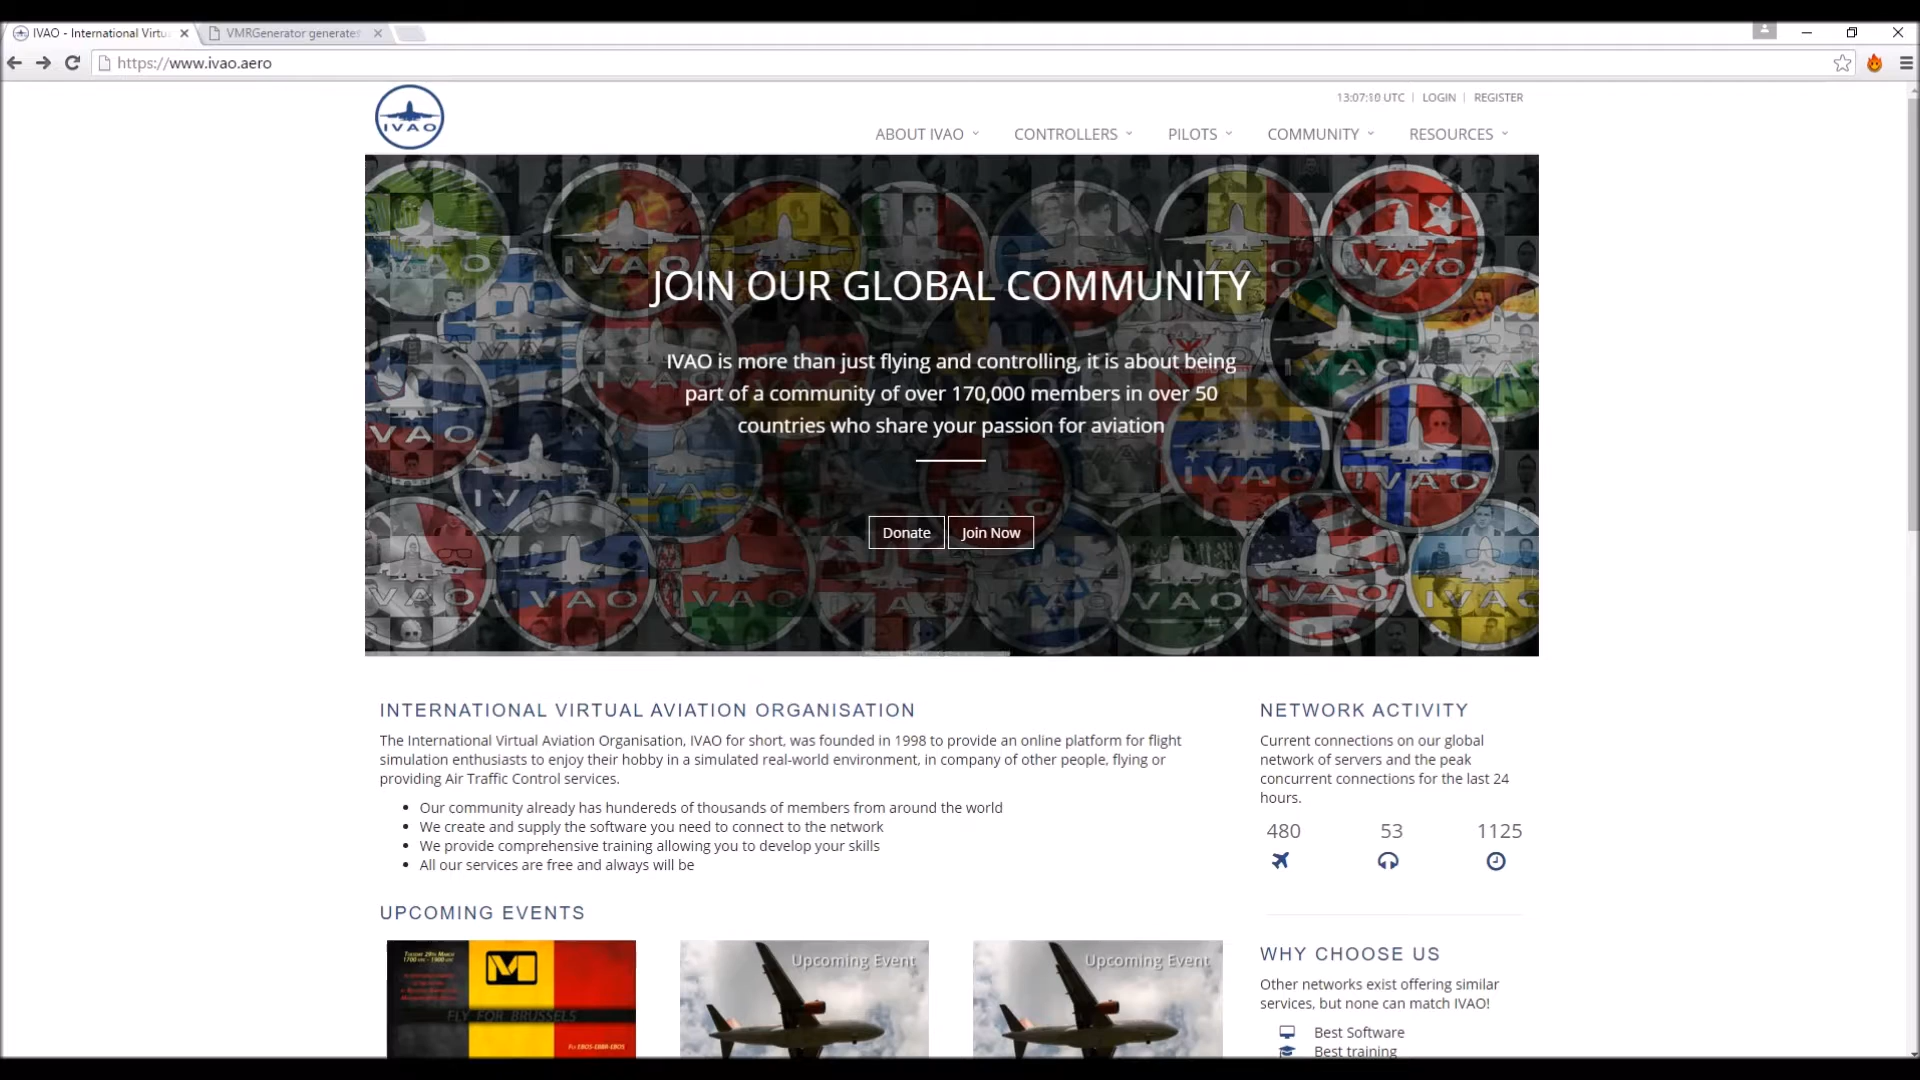 IVAO - International Virtu
VMRGenerator generates
https://www.ivao.aero
13:07:10 UTC | LOGIN | REGISTER
IVAO
ABOUT IVAO
CONTROLLERS
PILOTS
COMMUNITY
RESOURCES
JOIN OUR GLOBAL COMMUNITY
IVAO is more than just flying and controlling, it is about being
part of a community of over 170,000 members in over 50
countries who share your passion for aviation
Donate
Join Now
INTERNATIONAL VIRTUAL AVIATION ORGANISATION
The International Virtual Aviation Organisation, IVAO for short, was founded in 1998 to provide an online platform for flight
simulation enthusiasts to enjoy their hobby in a simulated real-world environment, in company of other people, flying or
providing Air Traffic Control services.
Our community already has hundereds of thousands of members from around the world
We create and supply the software you need to connect to the network
We provide comprehensive training allowing you to develop your skills
All our services are free and always will be
NETWORK ACTIVITY
Current connections on our global
network of servers and the peak
concurrent connections for the last 24
hours.
480
53
1125
UPCOMING EVENTS
FLY FOR BRUSSELS
Upcoming Event
Upcoming Event
WHY CHOOSE US
Other networks exist offering similar
services, but none can match IVAO!
Best Software
Best training